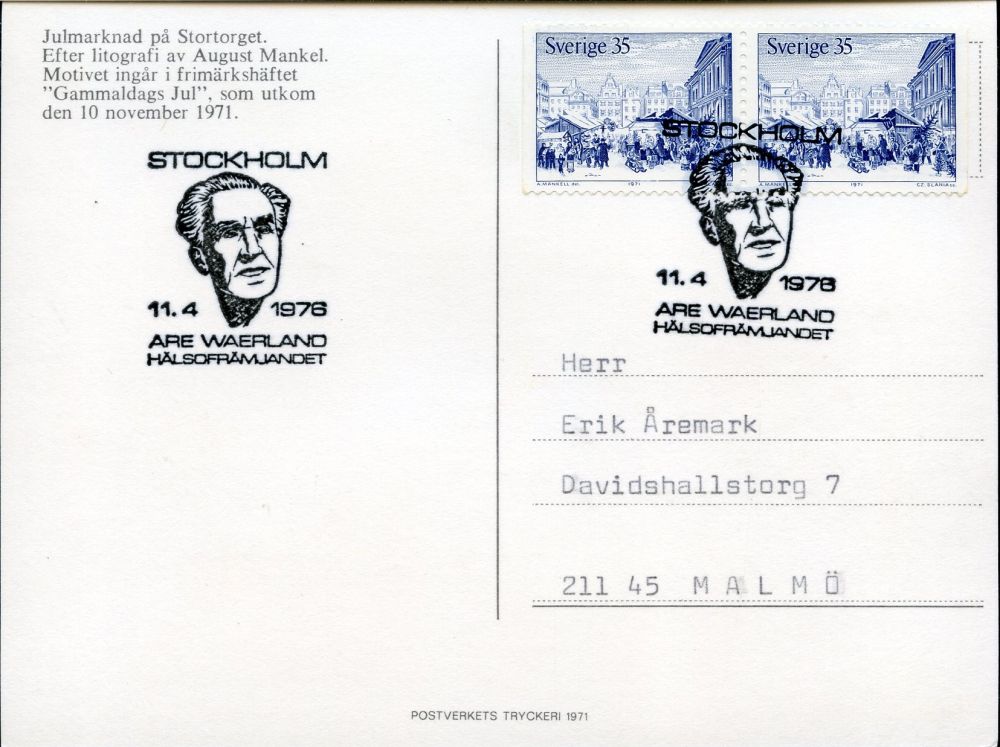 Julmarknad på Stortorget.
Efter litografi av August Mankel.
Motivet ingår i frimärkshäftet
"Gammaldags Jul", som utkom
den 10 november 1971.
STOCKHOLM
11.4 1976
ARE WAERLAND
HÄLSOFRÄMJANDET
Sverige 35
A. MANKELL del. 1971
Sverige 35
A. MANKELL 1971 CZ. SLANIA sc.
STOCKHOLM
11.4 1976
ARE WAERLAND
HÄLSOFRÄMJANDET
Herr
Erik Åremark
Davidshallstorg 7
211 45 MALMÖ
POSTVERKETS TRYCKERI 1971